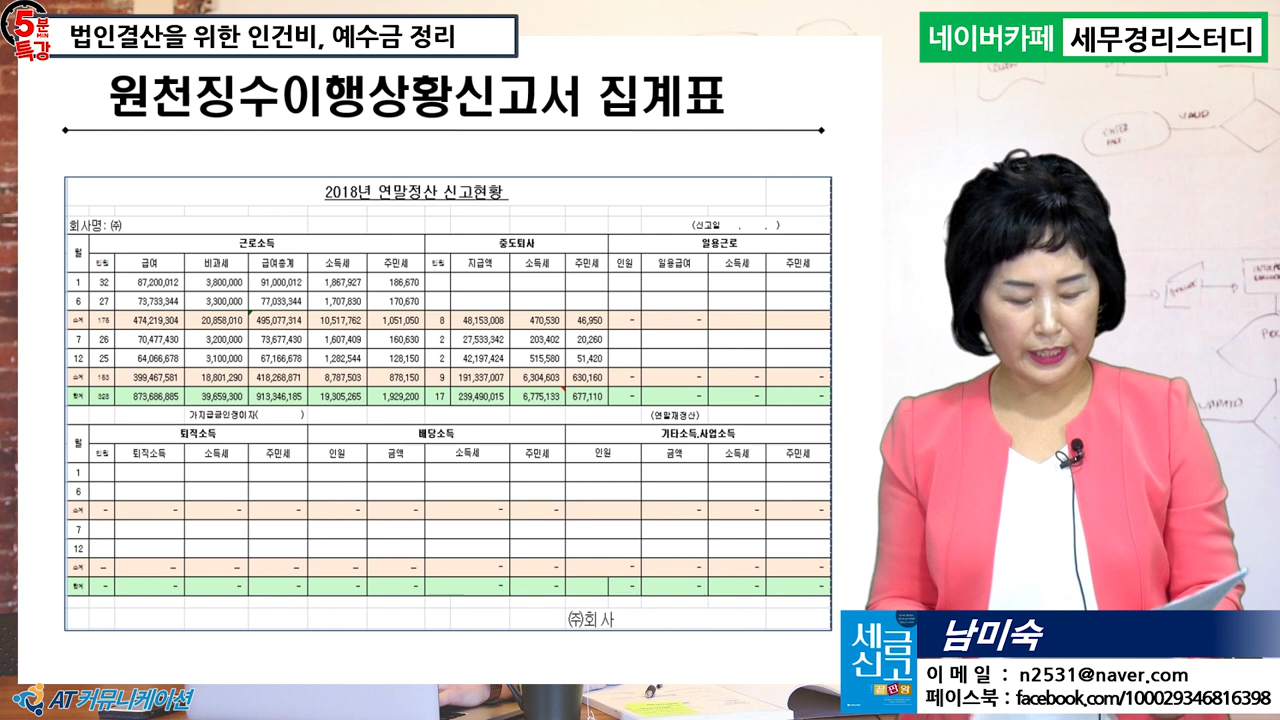 5분
MIN
특강
법인결산을 위한 인건비, 예수금 정리
네이버카페 세무경리스터디
원천징수이행상황신고서 집계표
2018년 연말정산 신고현황
회사명: ㈜ (신고일 . . )
월 근로소득 중도퇴사 일용근로
인원 급여 비과세 급여총계 소득세 주민세 인원 지급액 소득세 주민세 인원 일용급여 소득세 주민세
1 32 87,200,012 3,800,000 91,000,012 1,867,927 186,670
6 27 73,733,344 3,300,000 77,033,344 1,707,830 170,670
소계 178 474,219,304 20,858,010 495,077,314 10,517,762 1,051,050 8 48,153,008 470,530 46,950 - -
7 26 70,477,430 3,200,000 73,677,430 1,607,409 160,630 2 27,533,342 203,402 20,260
12 25 64,066,678 3,100,000 67,166,678 1,282,544 128,150 2 42,197,424 515,580 51,420
소계 153 399,467,581 18,801,290 418,268,871 8,787,503 878,150 9 191,337,007 6,304,603 630,160 - - - -
합계 328 873,686,885 39,659,300 913,346,185 19,305,265 1,929,200 17 239,490,015 6,775,133 677,110 - - - -
가지급금인정이자( ) (연말재정산)
월 퇴직소득 배당소득 기타소득.사업소득
인원 퇴직소득 소득세 주민세 인원 금액 소득세 주민세 인원 금액 소득세 주민세
1
6
소계 - - - - - - - - - - -
7
12
소계 - - - - - - - - - - -
합계 - - - - - - - - - - - -
㈜회 사
세금
신고
끝판왕
남미숙
이 메 일 : n2531@naver.com
페이스북 : facebook.com/100029346816398
AT커뮤니케이션
VALID